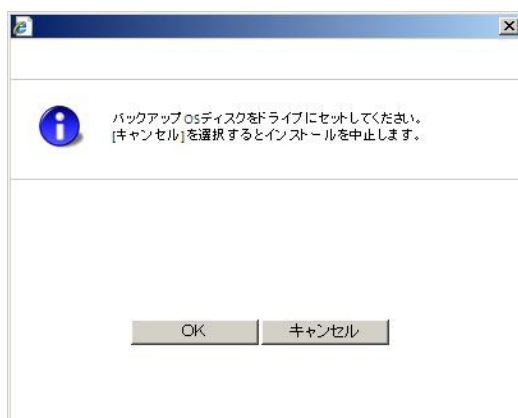 バックアップOSディスクをドライブにセットしてください。
[キャンセル]を選択するとインストールを中止します。
OK
キャンセル